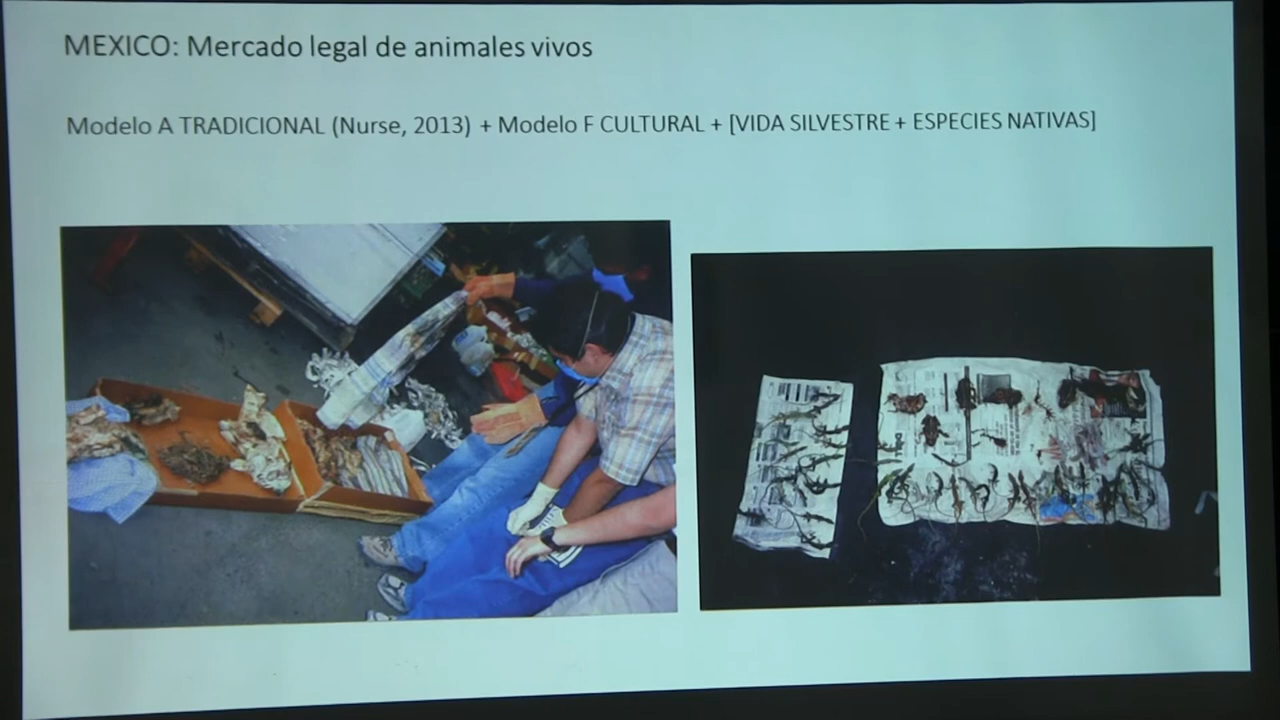 MEXICO: Mercado legal de animales vivos
Modelo A TRADICIONAL (Nurse, 2013) + Modelo F CULTURAL + [VIDA SILVESTRE + ESPECIES NATIVAS]